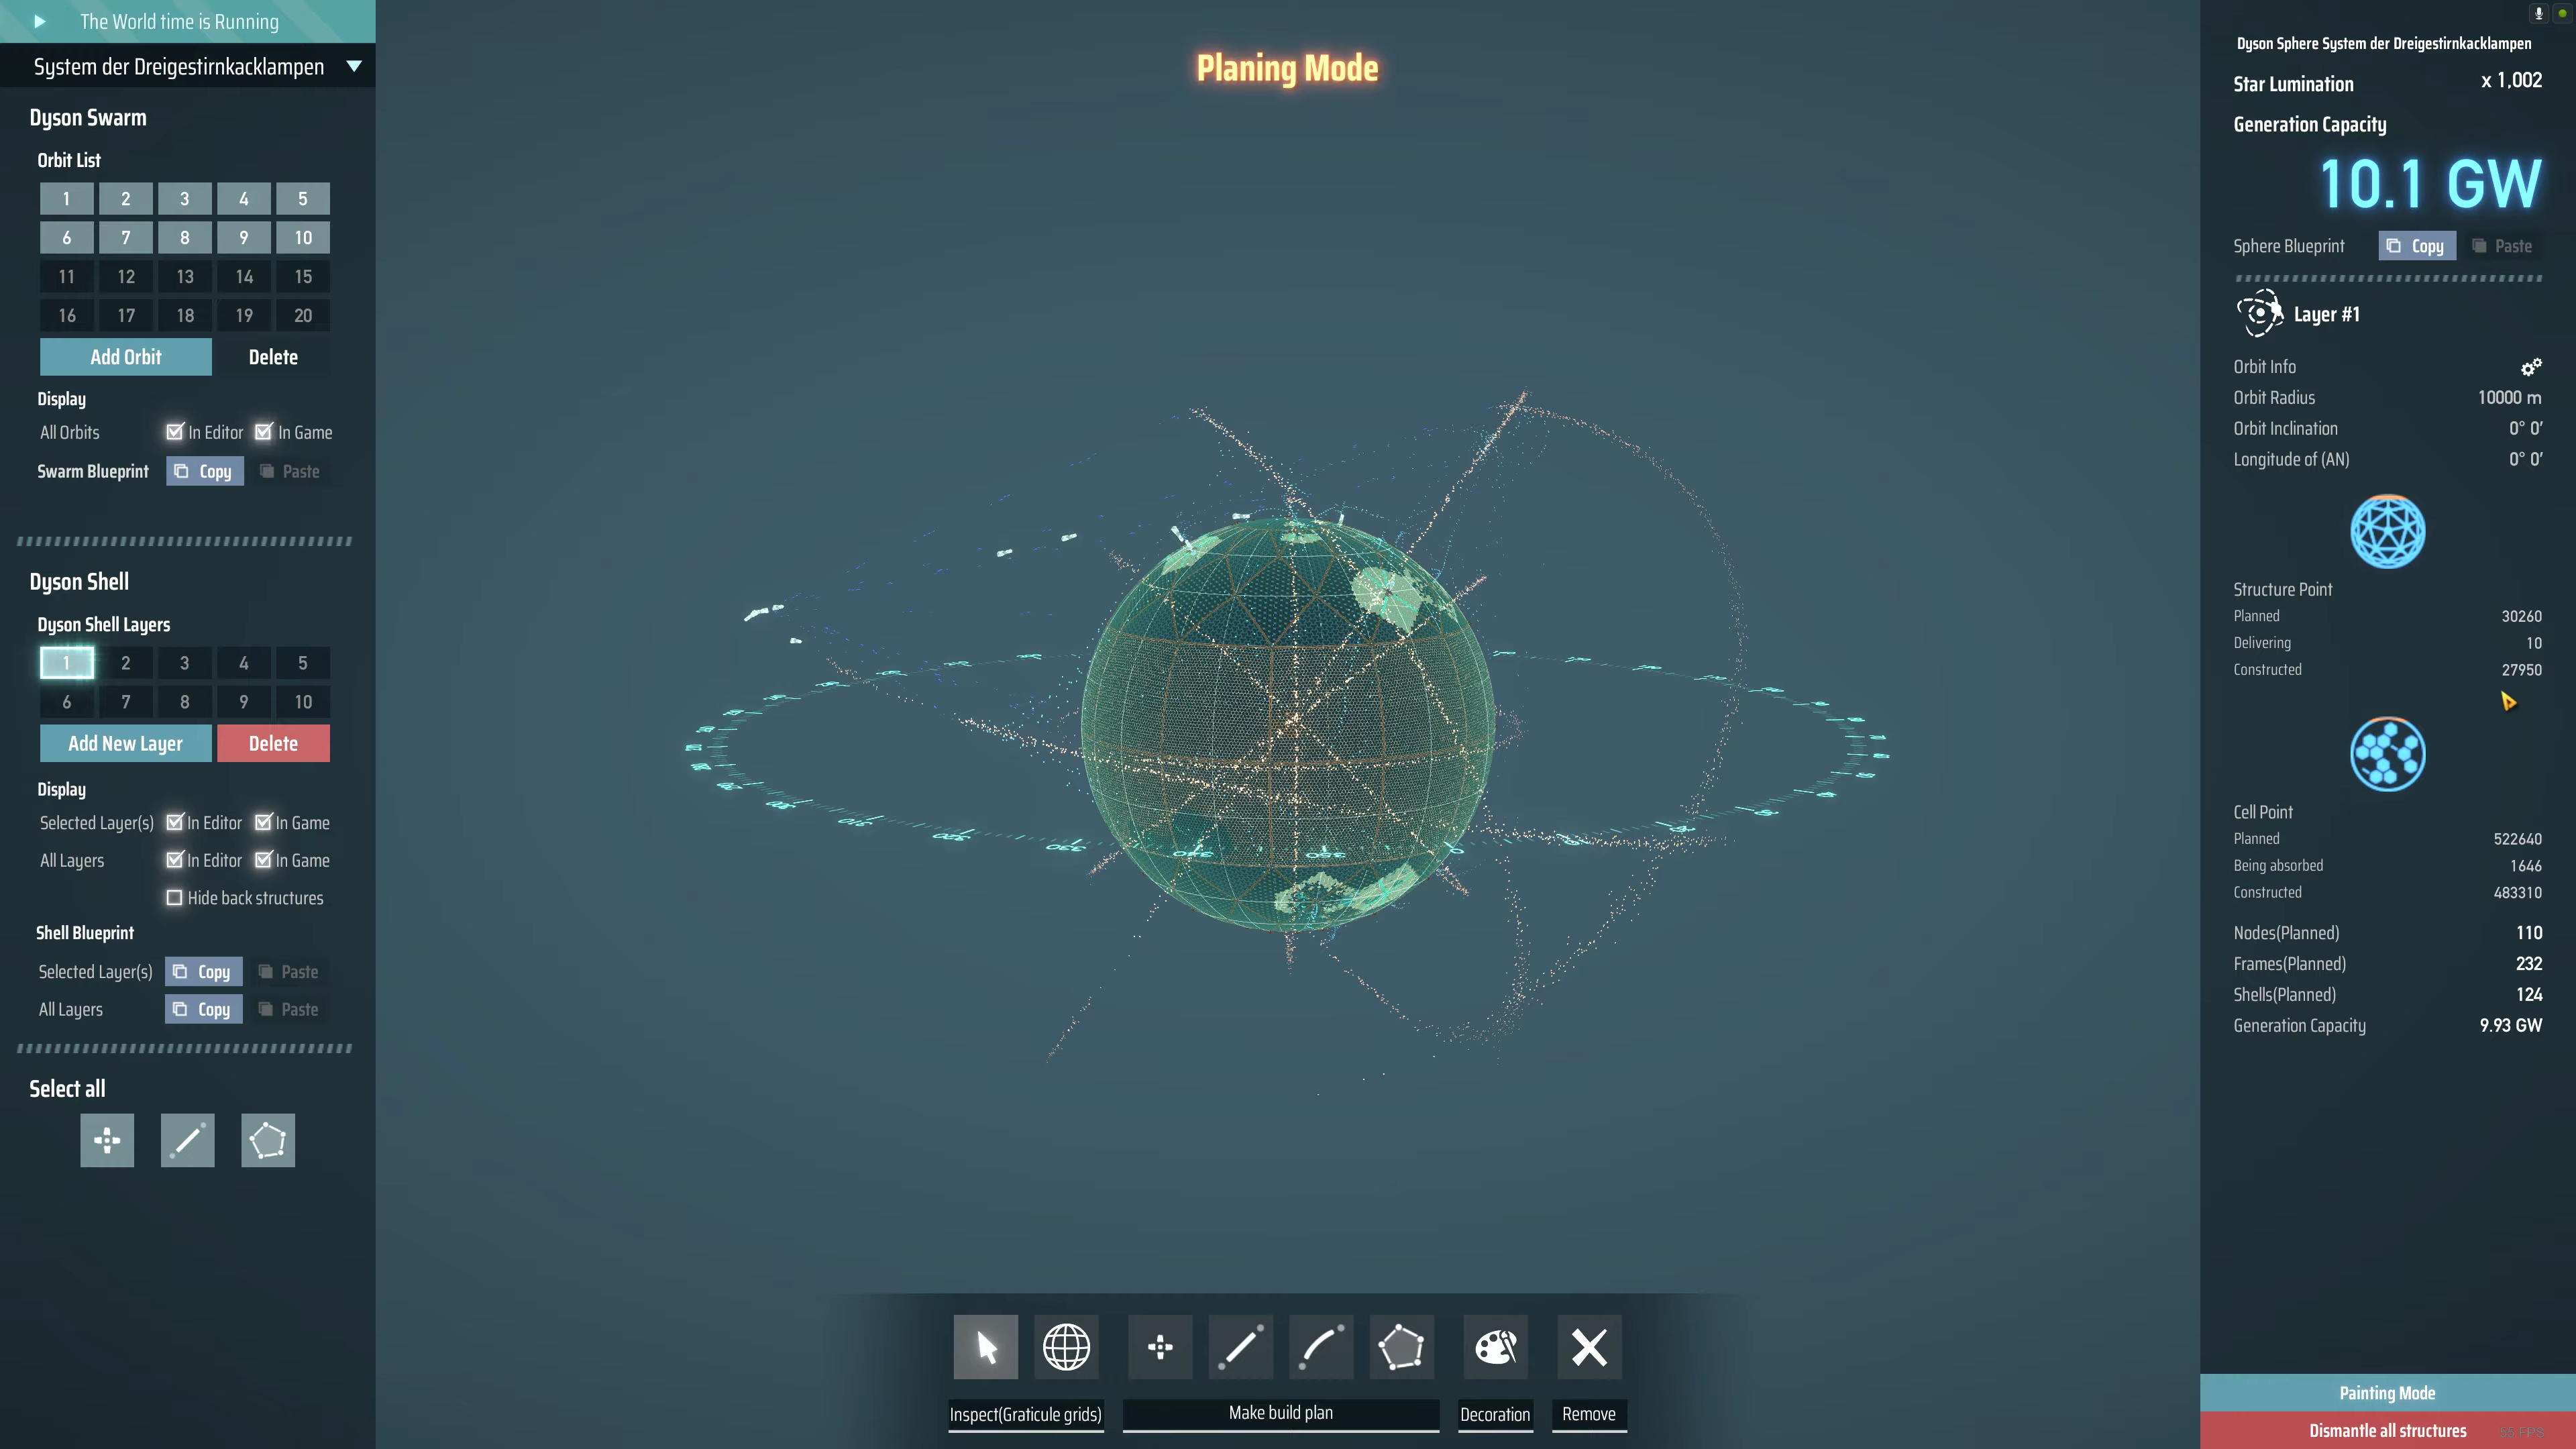 The World time is Running
System der Dreigestirnkacklampen
Dyson Swarm
Orbit List
1 2 3 4 5
6 7 8 9 10
11 12 13 14 15
16 17 18 19 20
Add Orbit Delete
Display
All Orbits In Editor In Game
Swarm Blueprint Copy Paste
Dyson Shell
Dyson Shell Layers
1 2 3 4 5
6 7 8 9 10
Add New Layer Delete
Display
Selected Layer(s) In Editor In Game
All Layers In Editor In Game
Hide back structures
Shell Blueprint
Selected Layer(s) Copy Paste
All Layers Copy Paste
Select all
Planing Mode
310
320
330
350
0
Inspect(Graticule grids) Make build plan Decoration Remove
Dyson Sphere System der Dreigestirnkacklampen
Star Lumination x 1,002
Generation Capacity
10.1 GW
Sphere Blueprint Copy Paste
Layer #1
Orbit Info
Orbit Radius 10000 m
Orbit Inclination 0° 0′
Longitude of (AN) 0° 0′
Structure Point
Planned 30260
Delivering 10
Constructed 27950
Cell Point
Planned 522640
Being absorbed 1646
Constructed 483310
Nodes(Planned) 110
Frames(Planned) 232
Shells(Planned) 124
Generation Capacity 9.93 GW
Painting Mode
Dismantle all structures